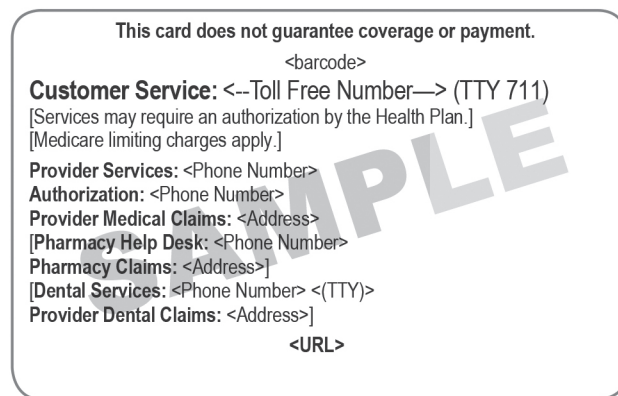 This card does not guarantee coverage or payment.
<barcode>
Customer Service: <--Toll Free Number—> (TTY 711)
[Services may require an authorization by the Health Plan.]
[Medicare limiting charges apply.]
Provider Services: <Phone Number>
Authorization: <Phone Number>
Provider Medical Claims: <Address>
[Pharmacy Help Desk: <Phone Number>
Pharmacy Claims: <Address>]
[Dental Services: <Phone Number> <(TTY)>
Provider Dental Claims: <Address>]
<URL>
SAMPLE